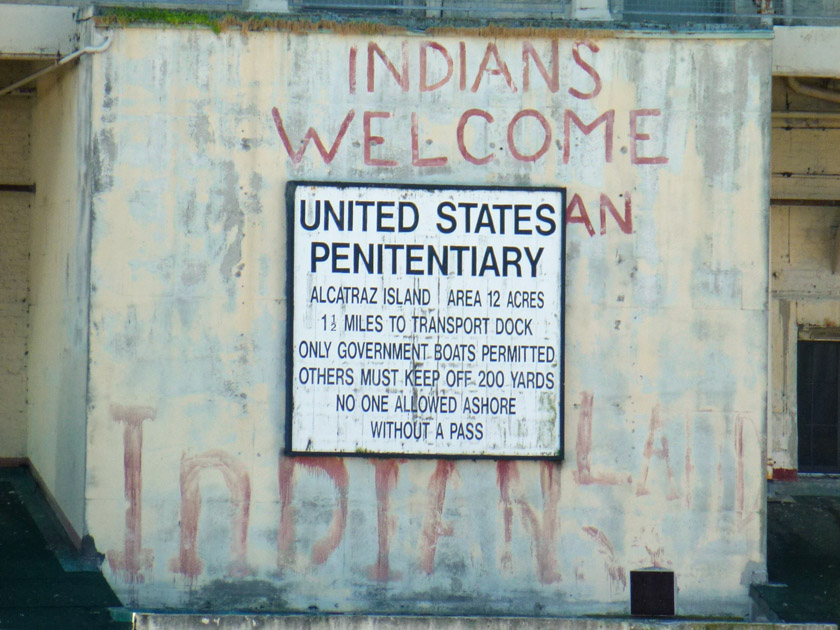 INDIANS
WELCOME
AN
UNITED STATES
PENITENTIARY
ALCATRAZ ISLAND AREA 12 ACRES
1½ MILES TO TRANSPORT DOCK
ONLY GOVERNMENT BOATS PERMITTED
OTHERS MUST KEEP OFF 200 YARDS
NO ONE ALLOWED ASHORE
WITHOUT A PASS
InDIAN LAND